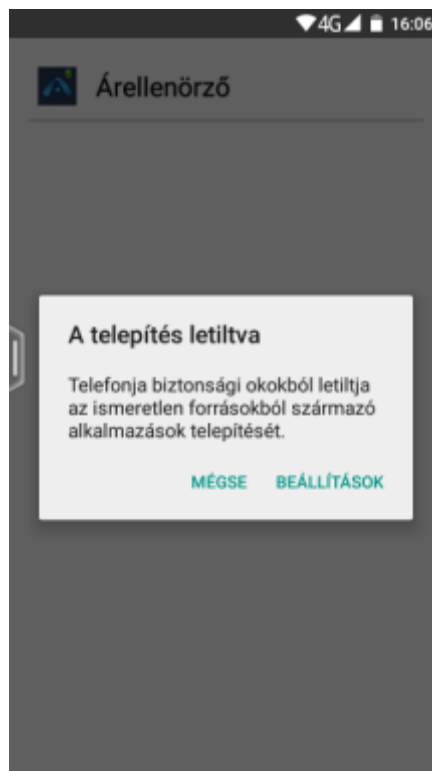 4G 16:06
Árellenörző
A telepítés letiltva
Telefonja biztonsági okokból letiltja
az ismeretlen forrásokból származó
alkalmazások telepítését.
MÉGSE BEÁLLÍTÁSOK